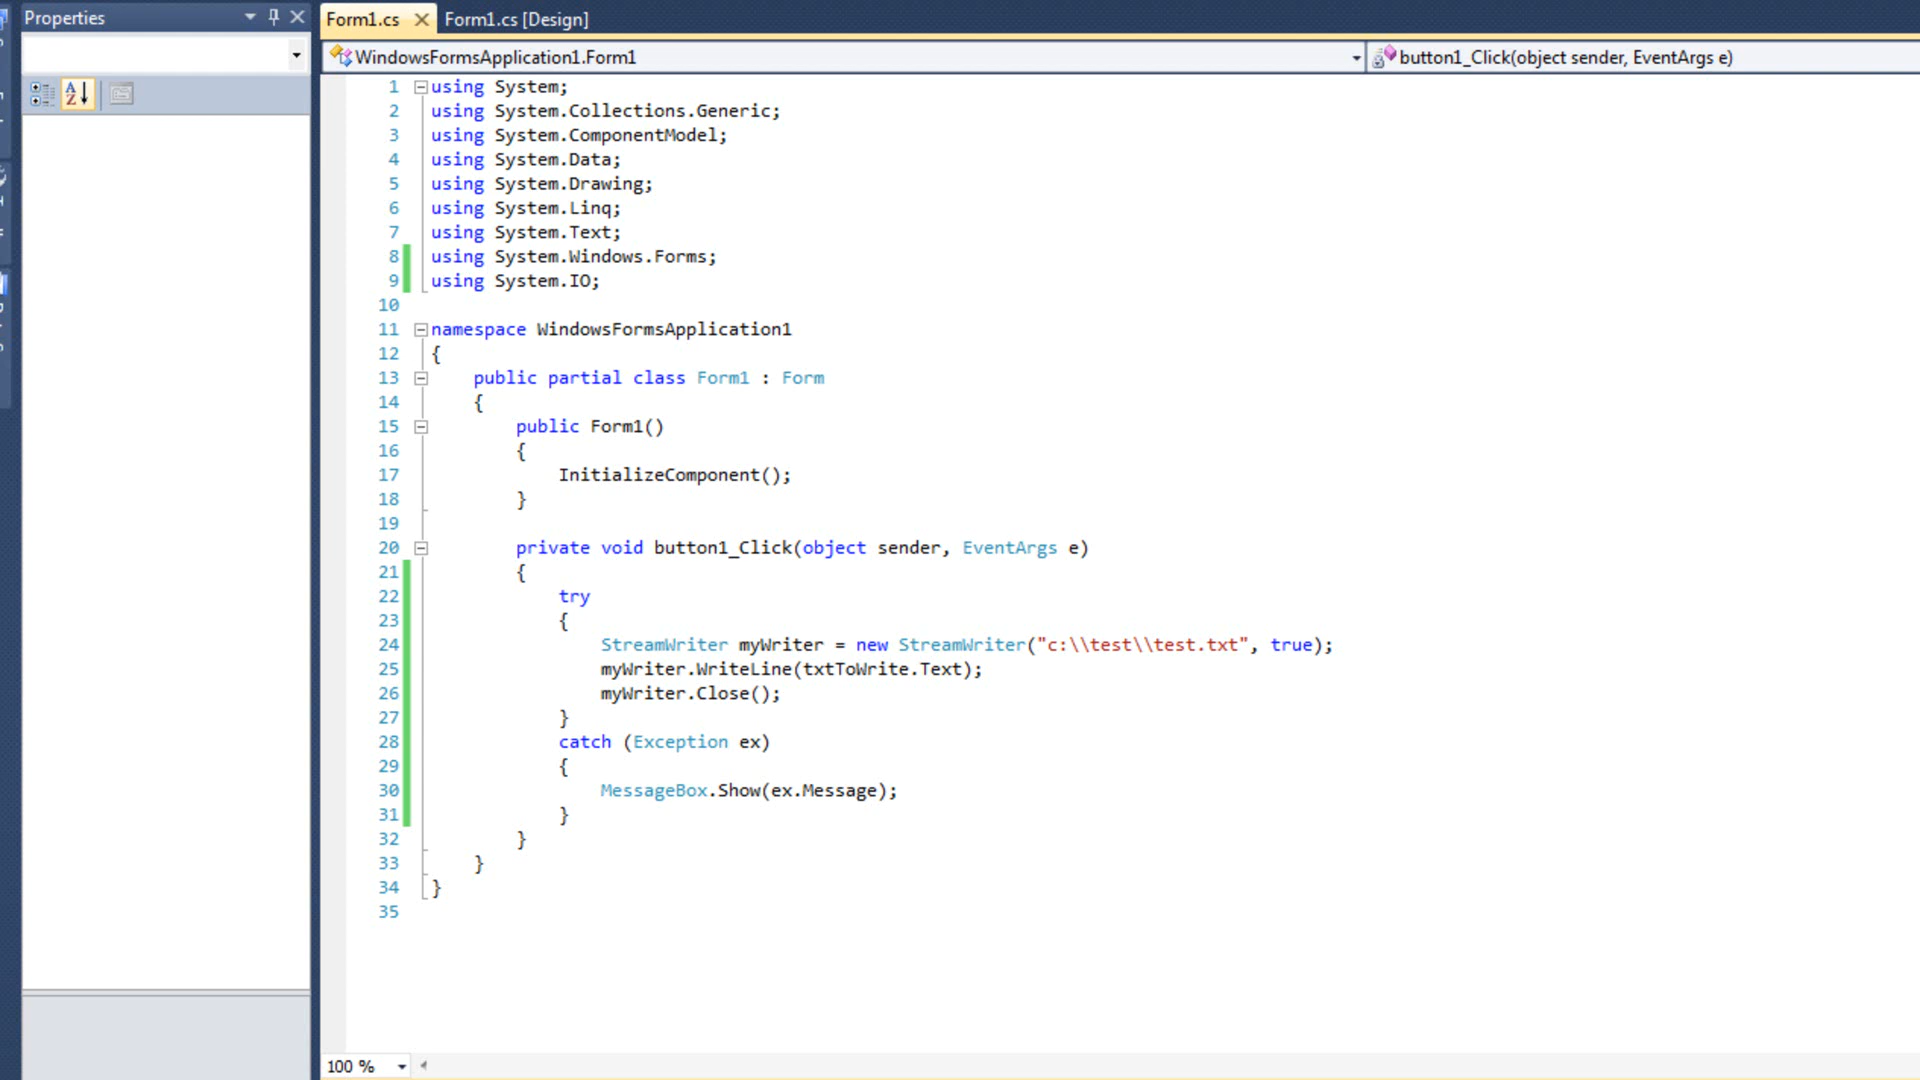 Properties
Form1.cs
Form1.cs [Design]
WindowsFormsApplication1.Form1
button1_Click(object sender, EventArgs e)
1 using System;
2 using System.Collections.Generic;
3 using System.ComponentModel;
4 using System.Data;
5 using System.Drawing;
6 using System.Linq;
7 using System.Text;
8 using System.Windows.Forms;
9 using System.IO;
10
11 namespace WindowsFormsApplication1
12 {
13 public partial class Form1 : Form
14 {
15 public Form1()
16 {
17 InitializeComponent();
18 }
19
20 private void button1_Click(object sender, EventArgs e)
21 {
22 try
23 {
24 StreamWriter myWriter = new StreamWriter("c:\\test\\test.txt", true);
25 myWriter.WriteLine(txtToWrite.Text);
26 myWriter.Close();
27 }
28 catch (Exception ex)
29 {
30 MessageBox.Show(ex.Message);
31 }
32 }
33 }
34 }
35
100 %